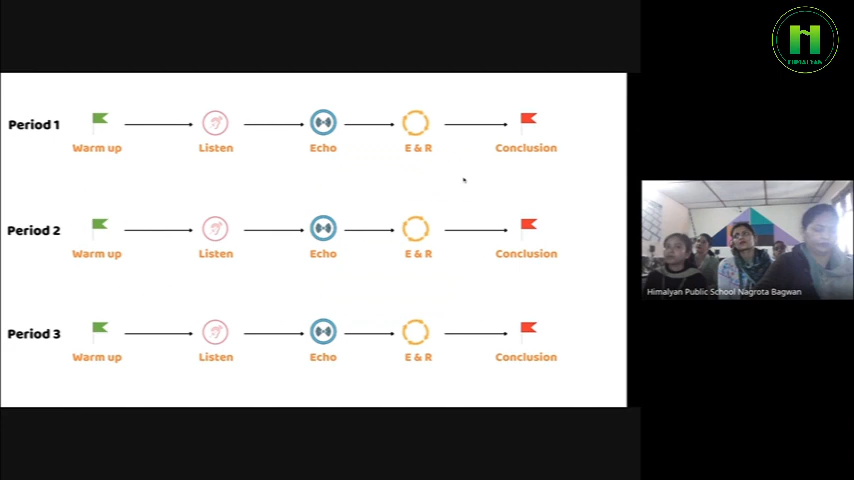 HIMALYAN
Period 1
Warm up
Listen
Echo
E & R
Conclusion
Period 2
Warm up
Listen
Echo
E & R
Conclusion
Period 3
Warm up
Listen
Echo
E & R
Conclusion
Himalyan Public School Nagrota Bagwan